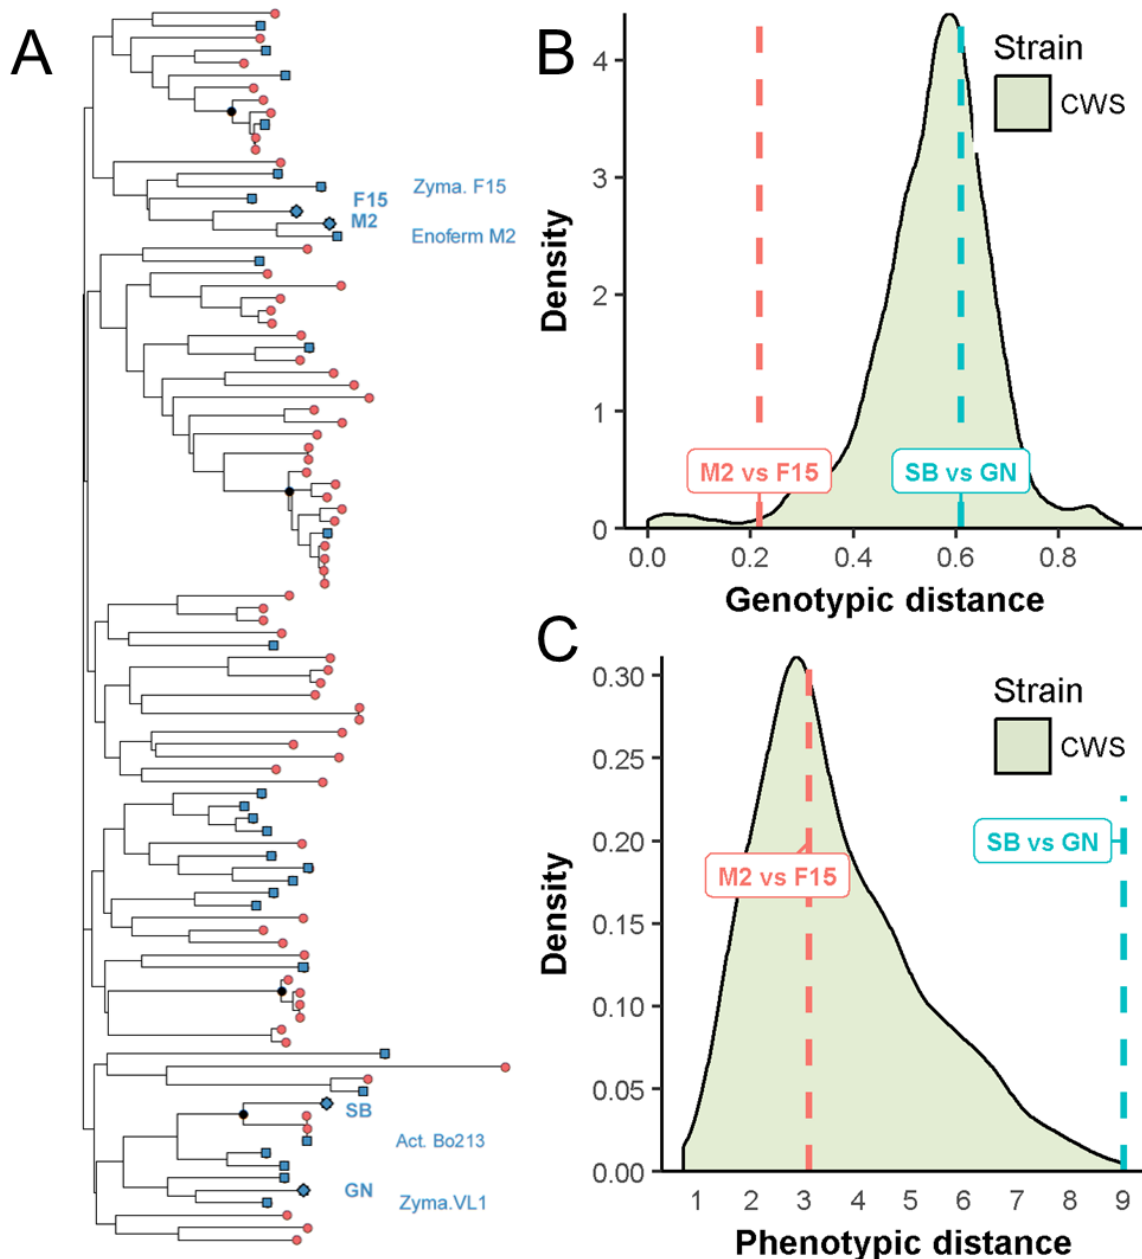 A
Zyma. F15
F15
M2
Enoferm M2
SB
Act. Bo213
GN
Zyma.VL1
B
Strain
CWS
4
3
2
1
0
Density
M2 vs F15
SB vs GN
0.0 0.2 0.4 0.6 0.8
Genotypic distance
C
Strain
CWS
0.30
0.25
0.20
0.15
0.10
0.05
0.00
Density
SB vs GN
M2 vs F15
1 2 3 4 5 6 7 8 9
Phenotypic distance